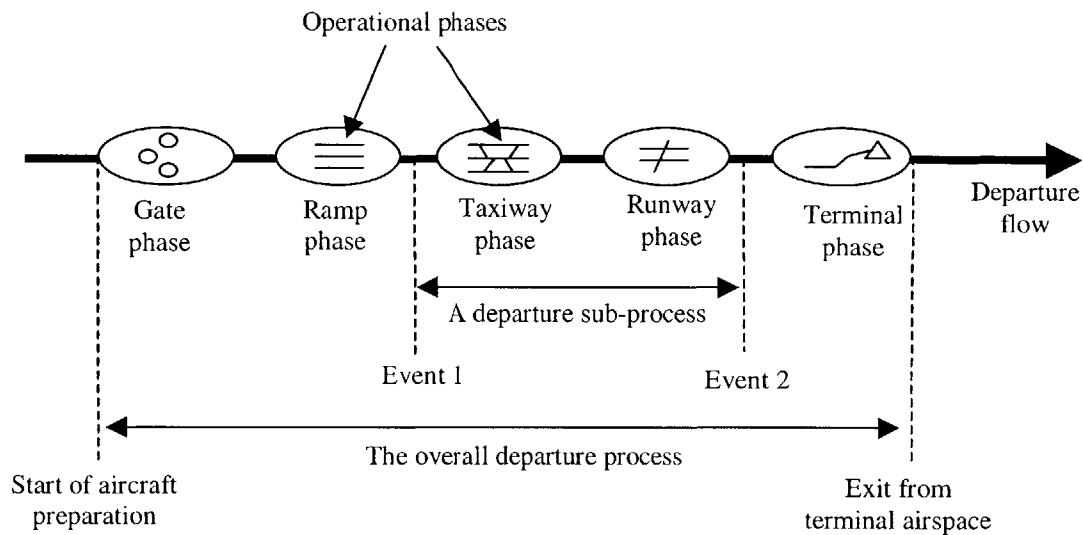 Operational phases
Gate
phase
Ramp
phase
Taxiway
phase
Runway
phase
Terminal
phase
Departure
flow
A departure sub-process
Event 1
Event 2
The overall departure process
Start of aircraft
preparation
Exit from
terminal airspace